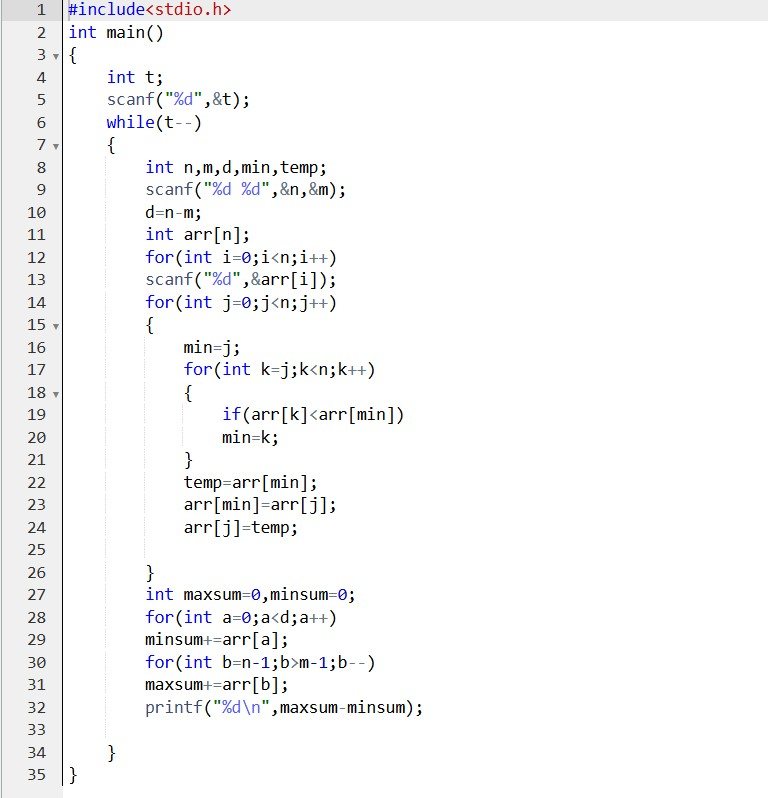 1 #include<stdio.h>
2 int main()
3 {
4 int t;
5 scanf("%d",&t);
6 while(t--)
7 {
8 int n,m,d,min,temp;
9 scanf("%d %d",&n,&m);
10 d=n-m;
11 int arr[n];
12 for(int i=0;i<n;i++)
13 scanf("%d",&arr[i]);
14 for(int j=0;j<n;j++)
15 {
16 min=j;
17 for(int k=j;k<n;k++)
18 {
19 if(arr[k]<arr[min])
20 min=k;
21 }
22 temp=arr[min];
23 arr[min]=arr[j];
24 arr[j]=temp;
25
26 }
27 int maxsum=0,minsum=0;
28 for(int a=0;a<d;a++)
29 minsum+=arr[a];
30 for(int b=n-1;b>m-1;b--)
31 maxsum+=arr[b];
32 printf("%d\n",maxsum-minsum);
33
34 }
35 }